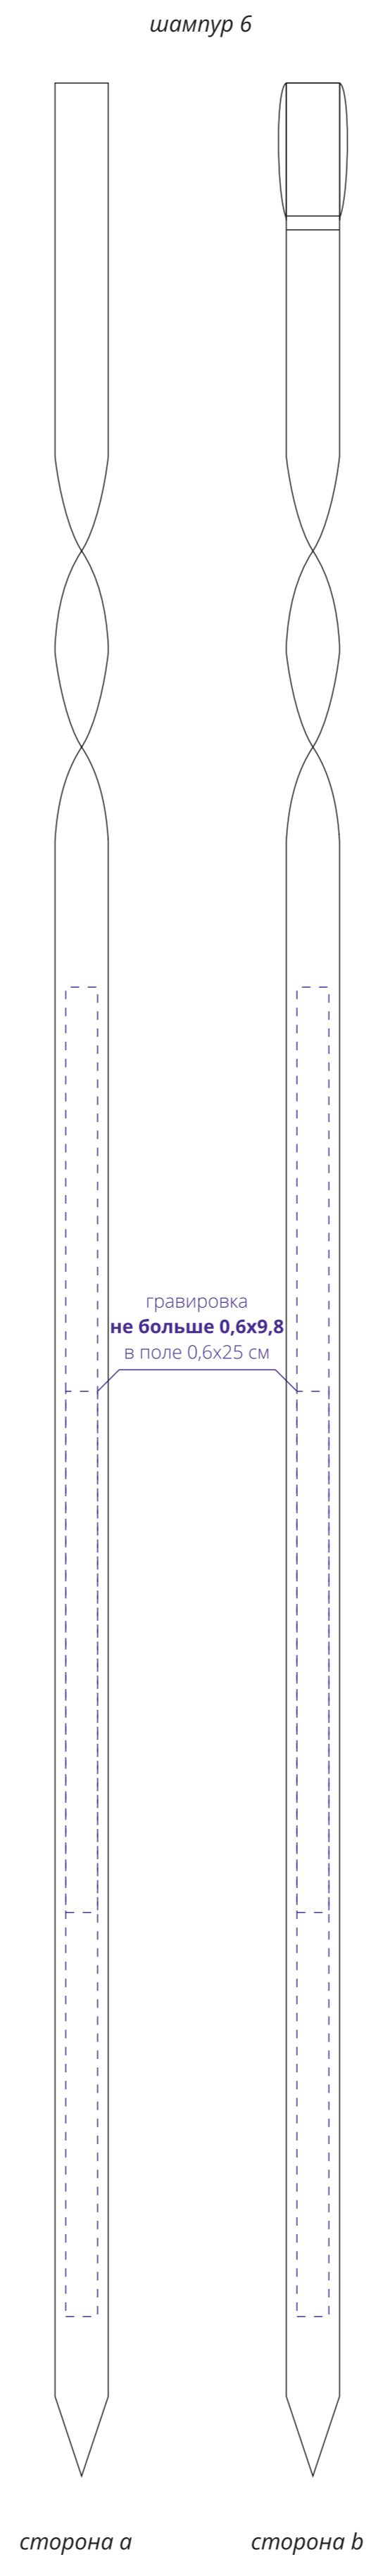 шампур 6
гравировка
не больше 0,6х9,8
в поле 0,6х25 см
сторона a
сторона b